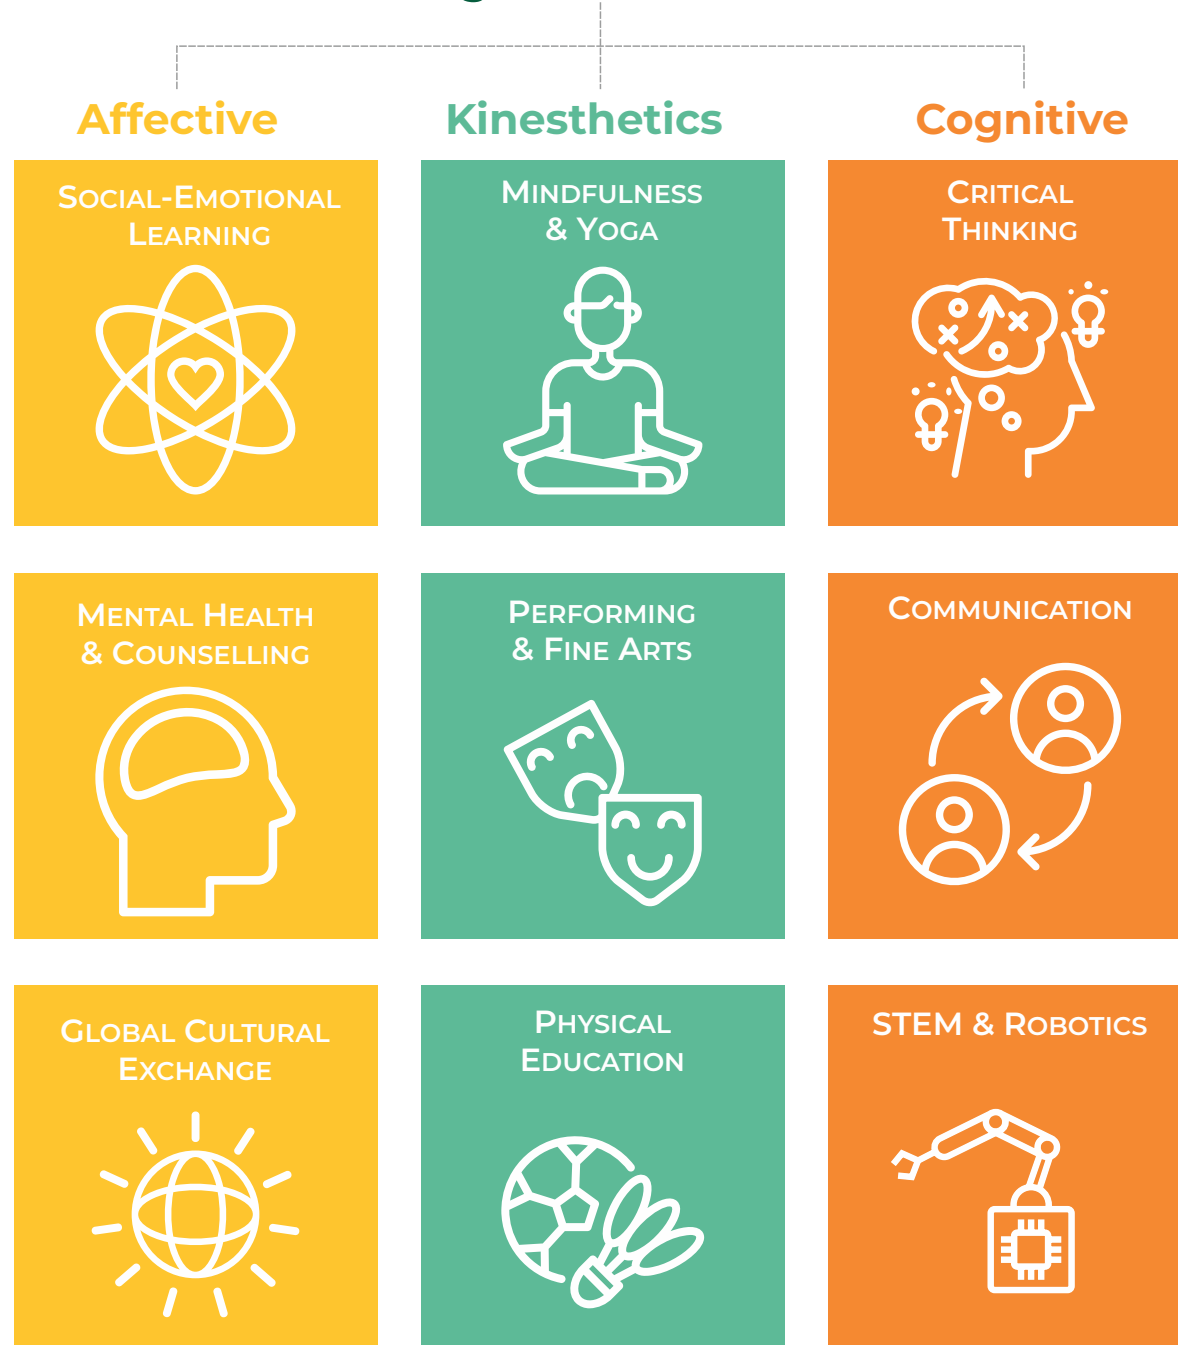 Affective
Kinesthetics
Cognitive
Social-Emotional
Learning
Mindfulness
& Yoga
Critical
Thinking
Mental Health
& Counselling
Performing
& Fine Arts
Communication
Global Cultural
Exchange
Physical
Education
STEM & Robotics